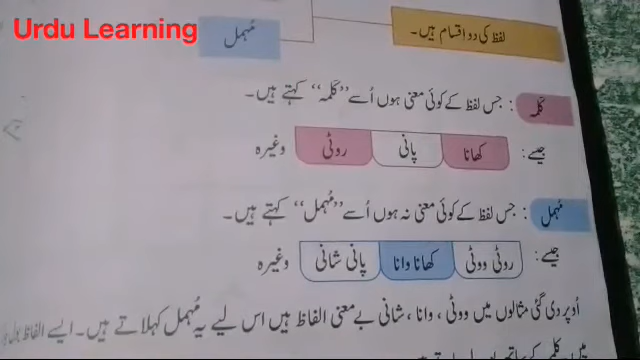 Urdu Learning
لفظ کی دو اقسام ہیں۔
مُہمل
کلمہ : جس لفظ کے کوئی معنی ہوں اُسے ”کلمہ“ کہتے ہیں۔
جیسے: کھانا پانی روٹی وغیرہ
مُہمل : جس لفظ کے کوئی معنی نہ ہوں اُسے ”مُہمل“ کہتے ہیں۔
جیسے: روٹی ووٹی کھانا وانا پانی شانی وغیرہ
اُوپر دی گئی مثالوں میں ووٹی ، وانا ، شانی بے معنی الفاظ ہیں اس لیے یہ مُہمل کہلاتے ہیں۔ ایسے الفاظ بول